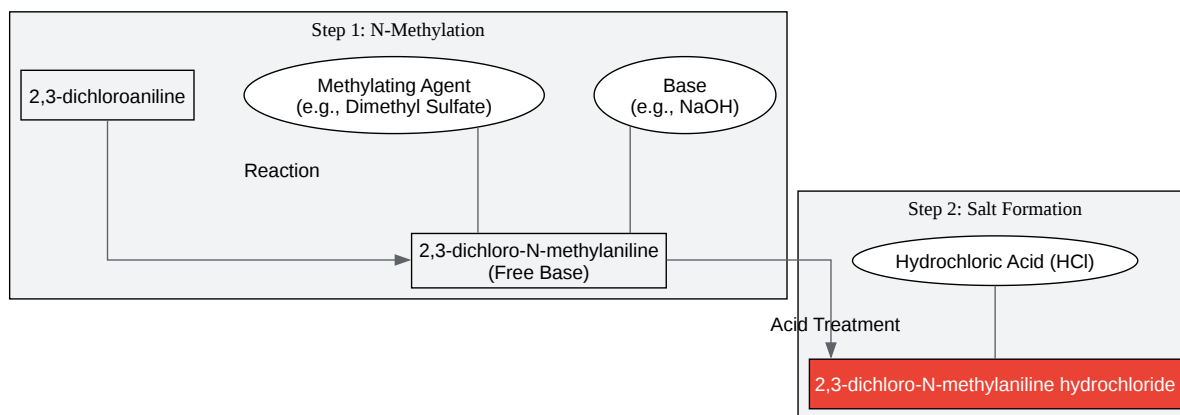 Step 1: N-Methylation
2,3-dichloroaniline
Methylating Agent
(e.g., Dimethyl Sulfate)
Base
(e.g., NaOH)
Reaction
2,3-dichloro-N-methylaniline
(Free Base)
Step 2: Salt Formation
Hydrochloric Acid (HCl)
Acid Treatment
2,3-dichloro-N-methylaniline hydrochloride